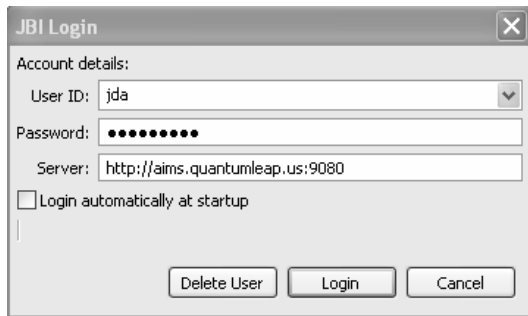 JBI Login
Account details:
User ID: jda
Password: •••••••••
Server: http://aims.quantumleap.us:9080
Login automatically at startup
Delete User Login Cancel